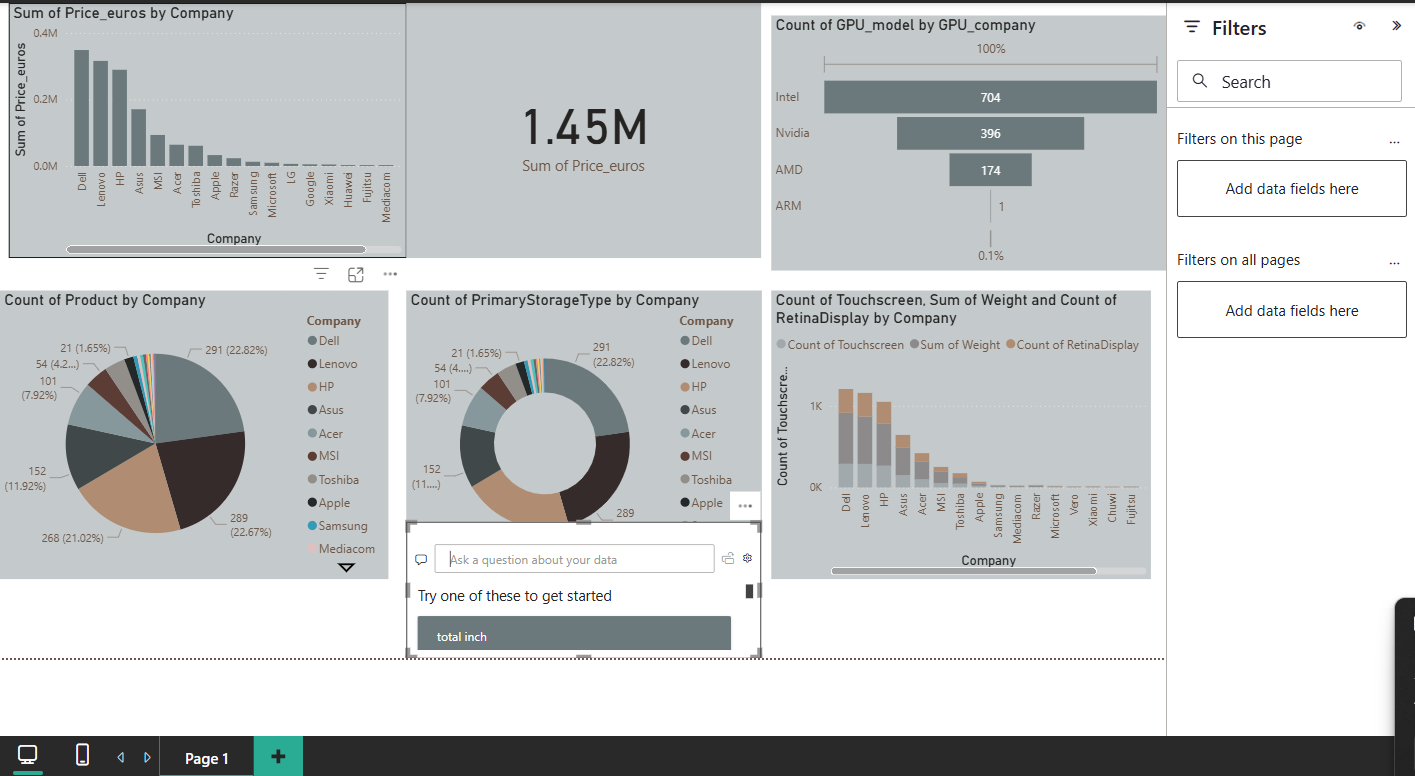 Sum of Price_euros by Company
0.4M
0.2M
0.0M
Sum of Price_euros
Dell
Lenovo
HP
Asus
MSI
Acer
Toshiba
Apple
Razer
Samsung
Microsoft
LG
Google
Xiaomi
Huawei
Fujitsu
Mediacom
Company
1.45M
Sum of Price_euros
Count of GPU_model by GPU_company
100%
Intel
704
Nvidia
396
AMD
174
ARM
1
0.1%
Filters
Search
Filters on this page
...
Add data fields here
Filters on all pages
...
Add data fields here
Count of Product by Company
21 (1.65%)
54 (4.2...)
101
(7.92%)
152
(11.92%)
268 (21.02%)
289
(22.67%)
291 (22.82%)
Company
Dell
Lenovo
HP
Asus
Acer
MSI
Toshiba
Apple
Samsung
Mediacom
Count of PrimaryStorageType by Company
21 (1.65%)
54 (4....)
101
(7.92%)
152
(11....)
291
(22.82%)
289
Company
Dell
Lenovo
HP
Asus
Acer
MSI
Toshiba
Apple
Ask a question about your data
Try one of these to get started
total inch
Count of Touchscreen, Sum of Weight and Count of
RetinaDisplay by Company
Count of Touchscreen
Sum of Weight
Count of RetinaDisplay
Count of Touchscre...
1K
0K
Dell
Lenovo
HP
Asus
Acer
MSI
Toshiba
Apple
Samsung
Mediacom
Razer
Microsoft
Vero
Xiaomi
Chuwi
Fujitsu
Company
Page 1